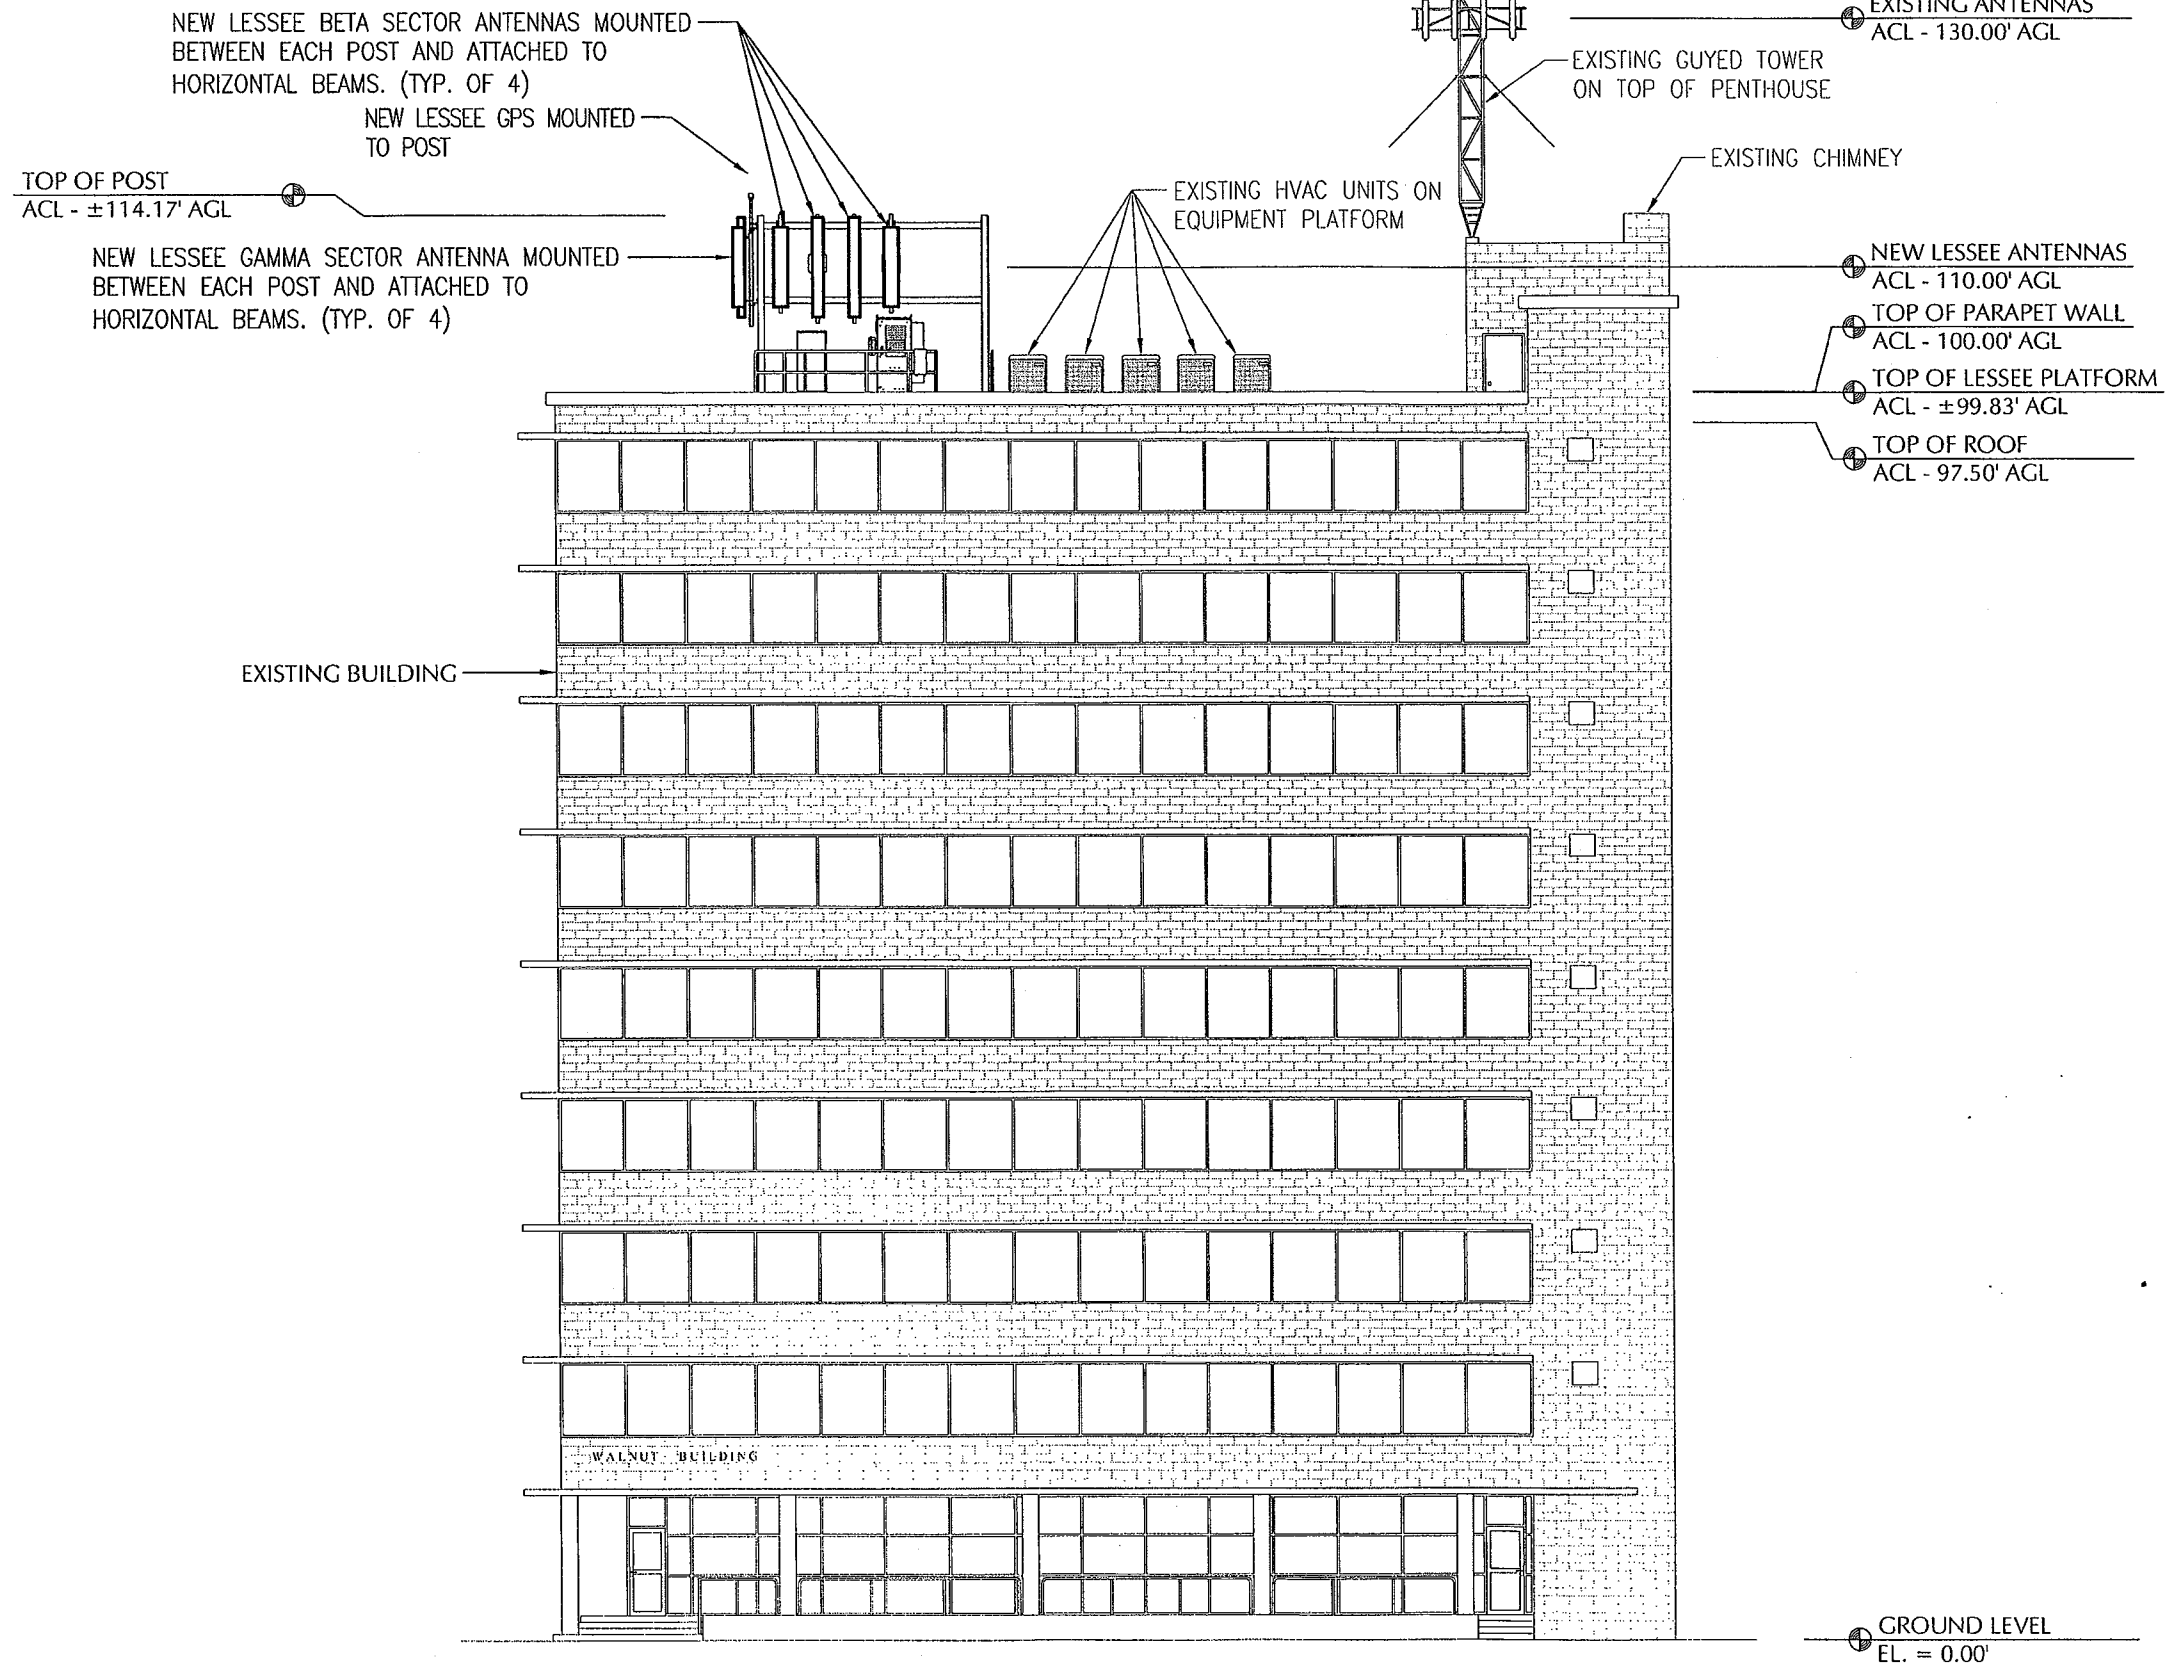 NEW LESSEE BETA SECTOR ANTENNAS MOUNTED
BETWEEN EACH POST AND ATTACHED TO
HORIZONTAL BEAMS. (TYP. OF 4)
NEW LESSEE GPS MOUNTED
TO POST
TOP OF POST
ACL - ±114.17' AGL
NEW LESSEE GAMMA SECTOR ANTENNA MOUNTED
BETWEEN EACH POST AND ATTACHED TO
HORIZONTAL BEAMS. (TYP. OF 4)
EXISTING ANTENNAS
ACL - 130.00' AGL
EXISTING GUYED TOWER
ON TOP OF PENTHOUSE
EXISTING CHIMNEY
EXISTING HVAC UNITS ON
EQUIPMENT PLATFORM
NEW LESSEE ANTENNAS
ACL - 110.00' AGL
TOP OF PARAPET WALL
ACL - 100.00' AGL
TOP OF LESSEE PLATFORM
ACL - ±99.83' AGL
TOP OF ROOF
ACL - 97.50' AGL
EXISTING BUILDING
WALNUT BUILDING
GROUND LEVEL
EL. = 0.00'